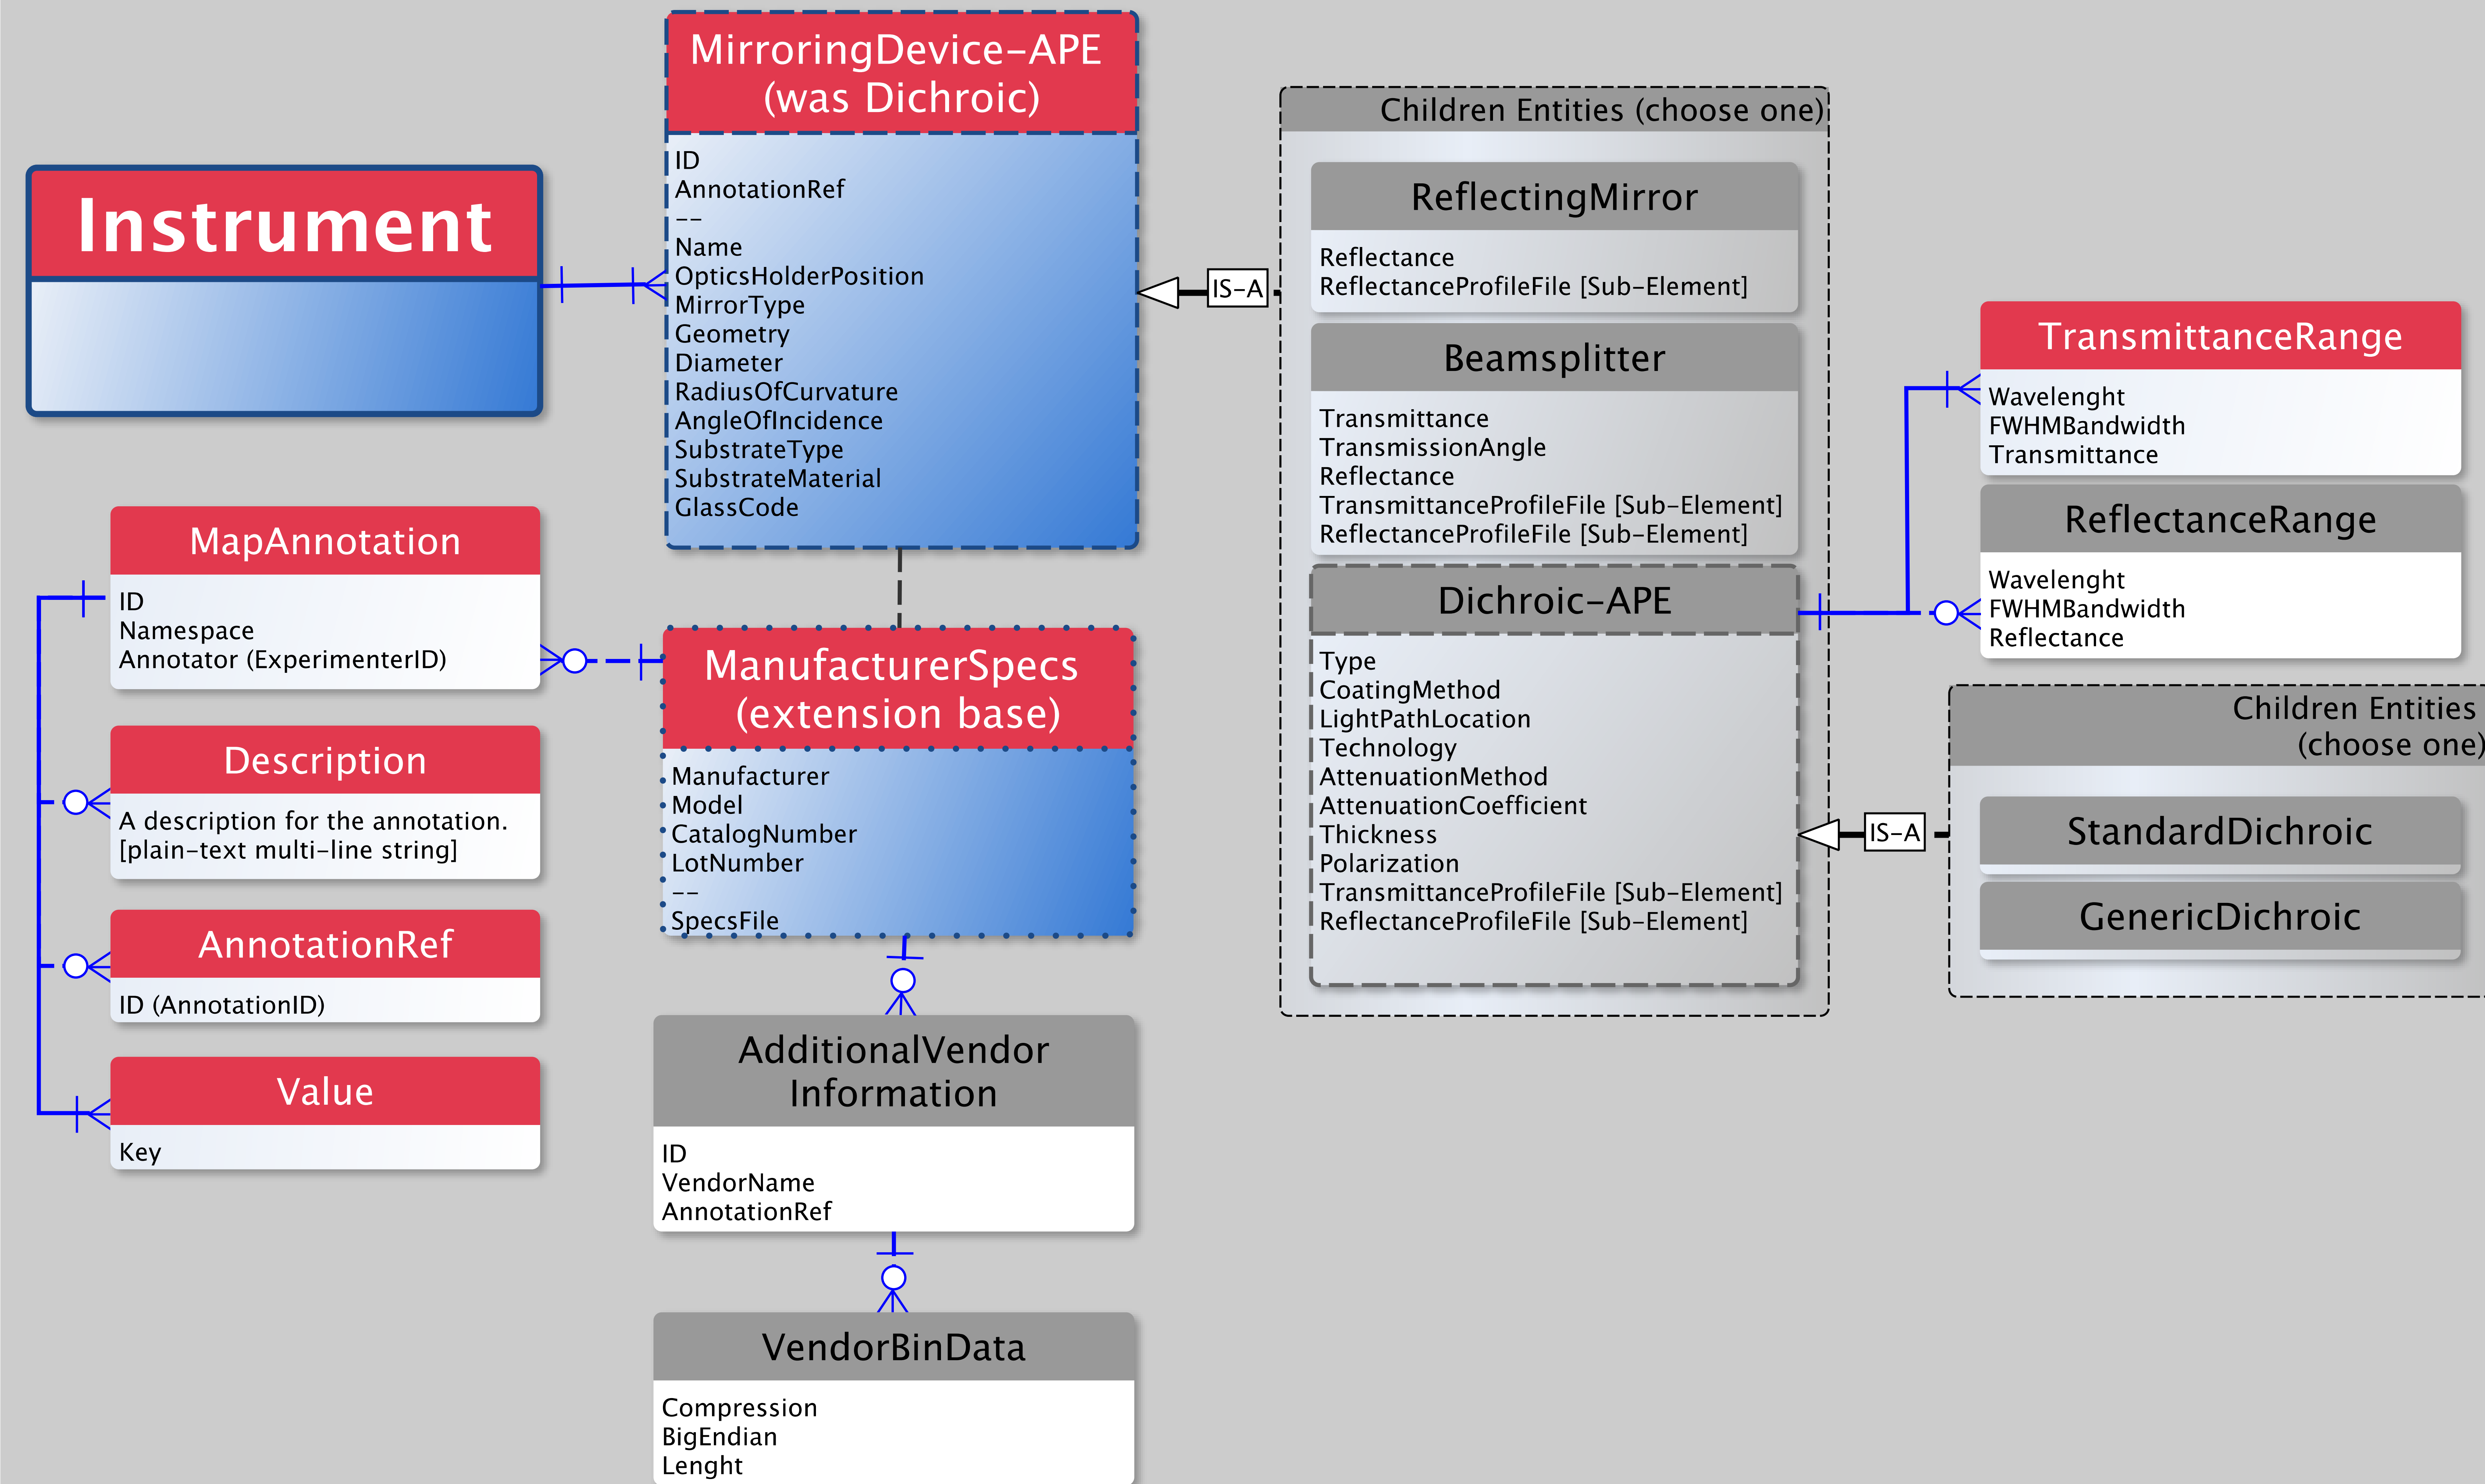 MirroringDevice-APE
(was Dichroic)
ID
AnnotationRef
--
Name
OpticsHolderPosition
MirrorType
Geometry
Diameter
RadiusOfCurvature
AngleOfIncidence
SubstrateType
SubstrateMaterial
GlassCode
Instrument
MapAnnotation
ID
Namespace
Annotator (ExperimenterID)
Description
A description for the annotation.
[plain-text multi-line string]
AnnotationRef
ID (AnnotationID)
Value
Key
ManufacturerSpecs
(extension base)
Manufacturer
Model
CatalogNumber
LotNumber
--
SpecsFile
AdditionalVendor
Information
ID
VendorName
AnnotationRef
VendorBinData
Compression
BigEndian
Lenght
IS-A
Children Entities (choose one)
ReflectingMirror
Reflectance
ReflectanceProfileFile [Sub-Element]
Beamsplitter
Transmittance
TransmissionAngle
Reflectance
TransmittanceProfileFile [Sub-Element]
ReflectanceProfileFile [Sub-Element]
Dichroic-APE
Type
CoatingMethod
LightPathLocation
Technology
AttenuationMethod
AttenuationCoefficient
Thickness
Polarization
TransmittanceProfileFile [Sub-Element]
ReflectanceProfileFile [Sub-Element]
TransmittanceRange
Wavelenght
FWHMBandwidth
Transmittance
ReflectanceRange
Wavelenght
FWHMBandwidth
Reflectance
IS-A
Children Entities
(choose one)
StandardDichroic
GenericDichroic